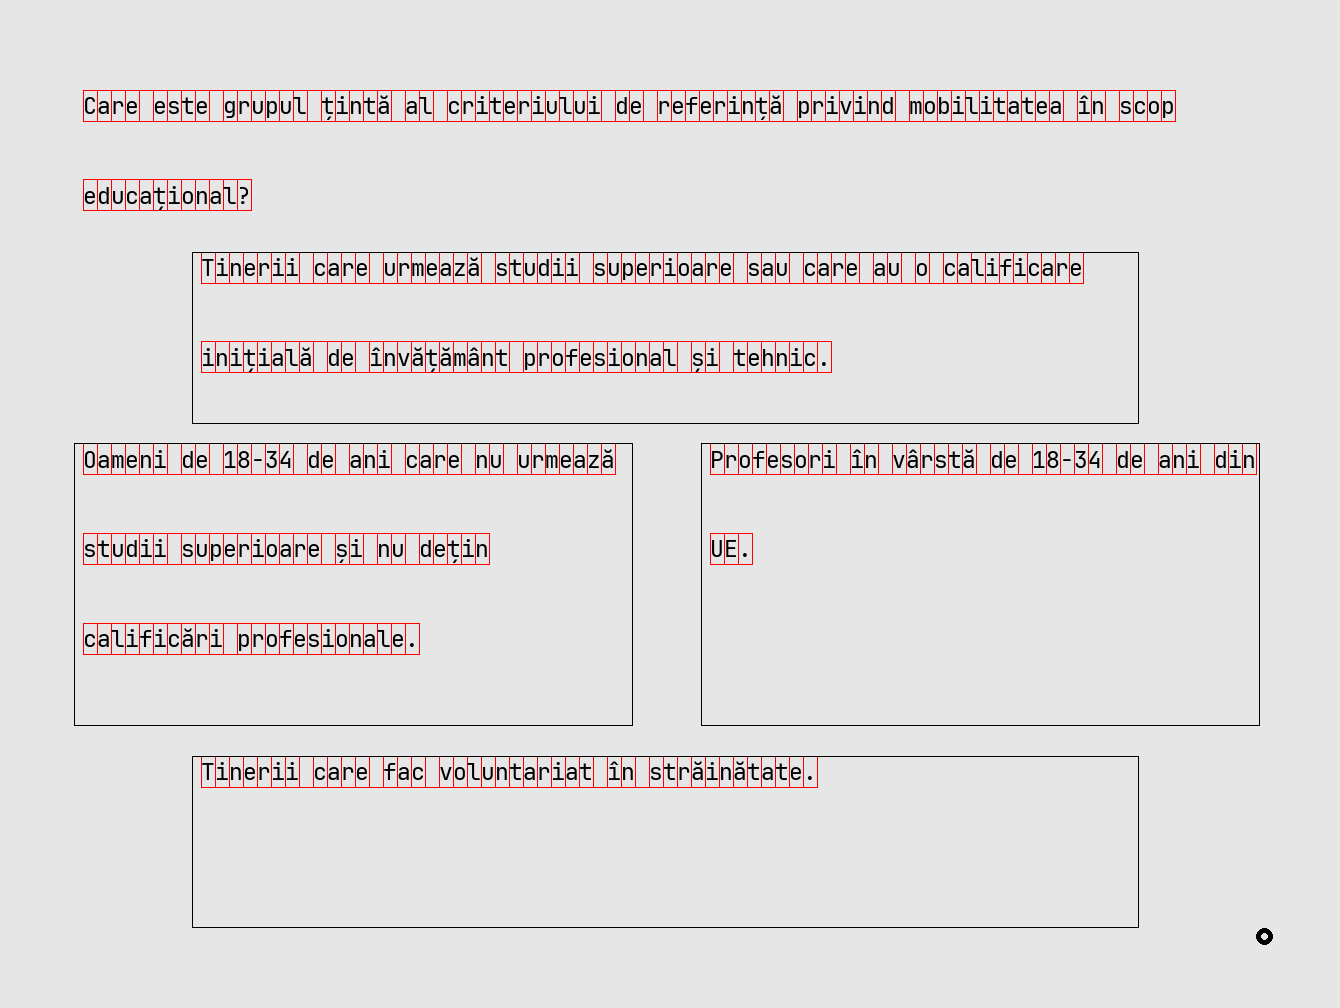 Care este grupul țintă al criteriului de referință privind mobilitatea în scop
educațional?
Tinerii care urmează studii superioare sau care au o calificare
inițială de învățământ profesional și tehnic.
Oameni de 18-34 de ani care nu urmează
studii superioare și nu dețin
calificări profesionale.
Profesori în vârstă de 18-34 de ani din
UE.
Tinerii care fac voluntariat în străinătate.